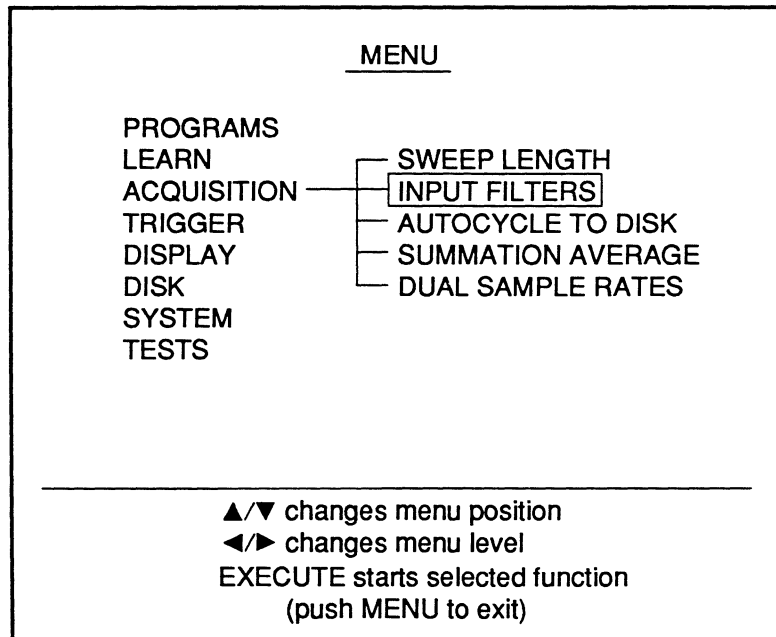 MENU
PROGRAMS
LEARN
SWEEP LENGTH
ACQUISITION
INPUT FILTERS
TRIGGER
AUTOCYCLE TO DISK
DISPLAY
SUMMATION AVERAGE
DISK
DUAL SAMPLE RATES
SYSTEM
TESTS
▲/▼ changes menu position
◄/► changes menu level
EXECUTE starts selected function
(push MENU to exit)